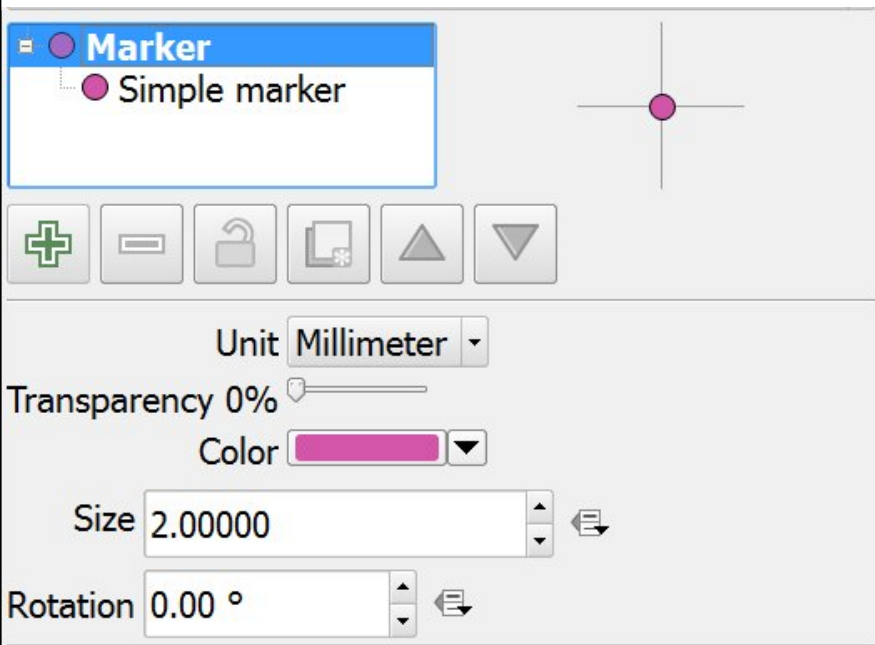 Marker
Simple marker
Unit Millimeter
Transparency 0%
Color
Size 2.00000
Rotation 0.00 °